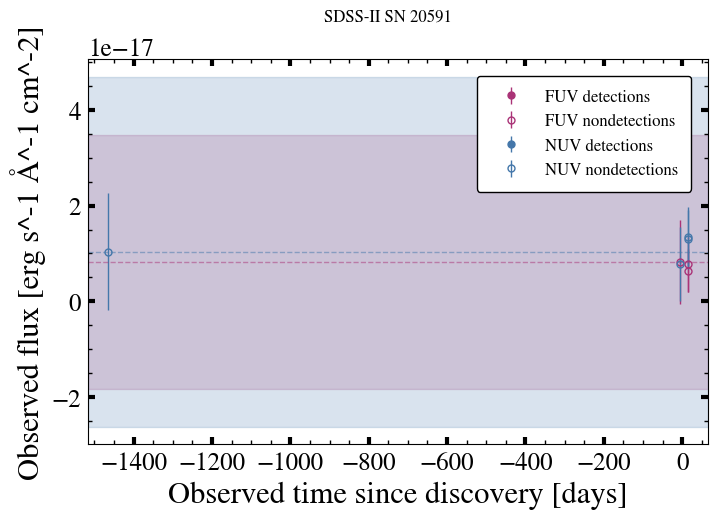 SDSS-II SN 20591
1e−17
FUV detections
FUV nondetections
NUV detections
NUV nondetections
4
2
0
−2
Observed flux [erg s^-1 Å^-1 cm^-2]
−1400 −1200 −1000 −800 −600 −400 −200 0
Observed time since discovery [days]